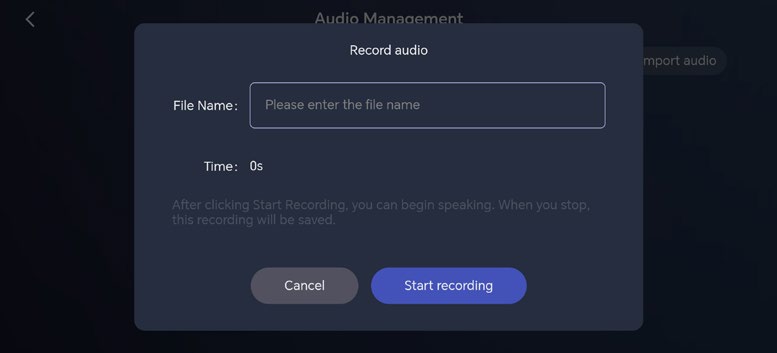 Audio Management
Record audio
mport audio
File Name:
Please enter the file name
Time: 0s
After clicking Start Recording, you can begin speaking. When you stop,
this recording will be saved.
Cancel
Start recording